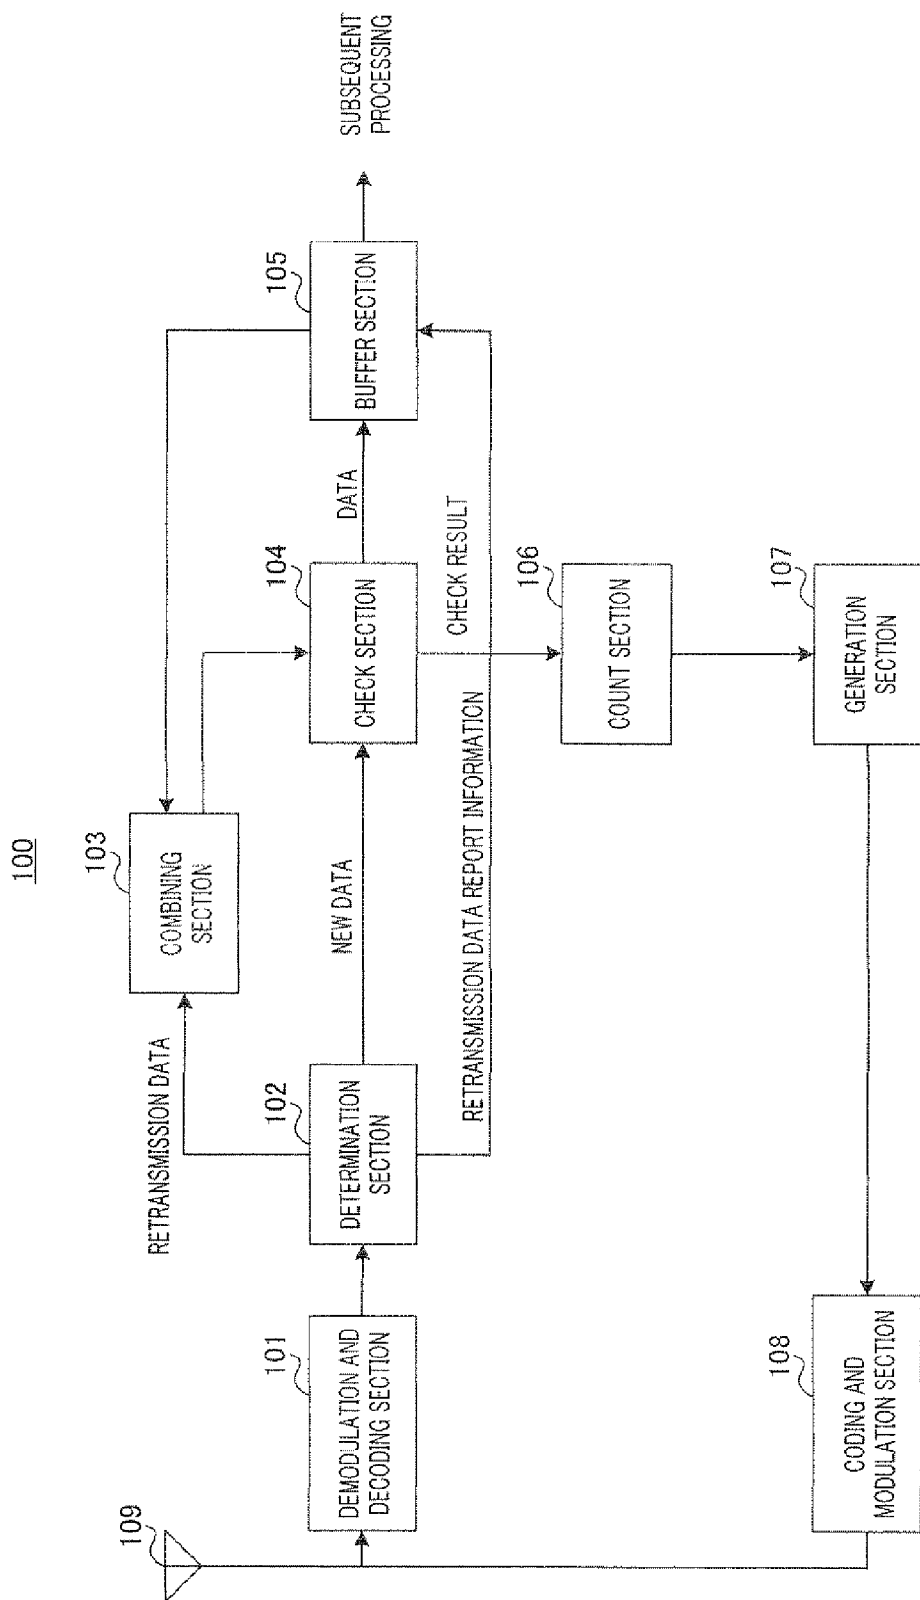 100
109
101
DEMODULATION AND
DECODING SECTION
RETRANSMISSION DATA
102
DETERMINATION
SECTION
103
COMBINING
SECTION
NEW DATA
RETRANSMISSION DATA REPORT INFORMATION
104
CHECK SECTION
DATA
CHECK RESULT
105
BUFFER SECTION
SUBSEQUENT
PROCESSING
106
COUNT SECTION
107
GENERATION
SECTION
108
CODING AND
MODULATION SECTION